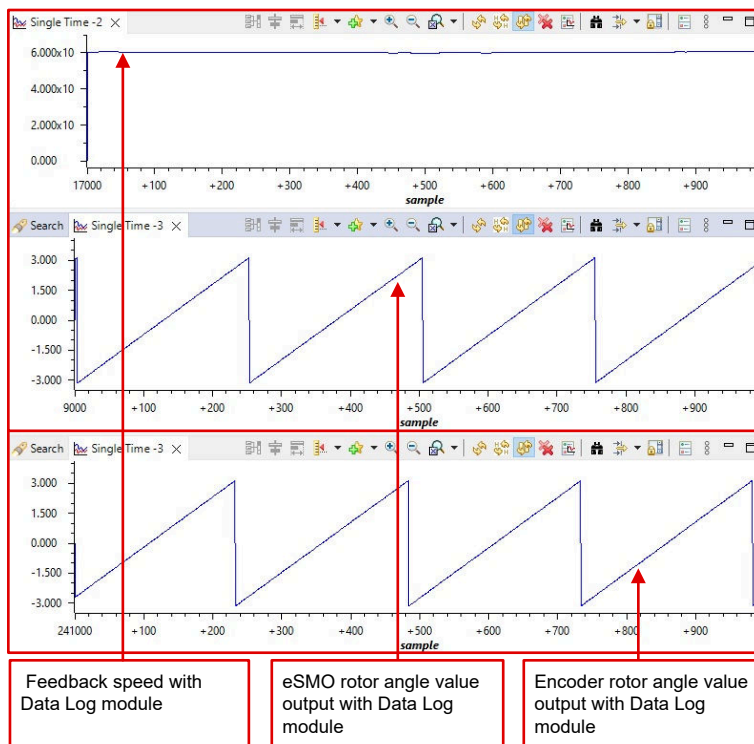 Single Time -2
6.000x10
4.000x10
2.000x10
0.000
17000 +100 +200 +300 +400 +500 +600 +700 +800 +900
sample
Search Single Time -3
3.000
1.500
0.000
-1.500
-3.000
9000 +100 +200 +300 +400 +500 +600 +700 +800 +900
sample
Search Single Time -3
3.000
1.500
0.000
-1.500
-3.000
241000 +100 +200 +300 +400 +500 +600 +700 +800 +900
sample
Feedback speed with
Data Log module
eSMO rotor angle value
output with Data Log
module
Encoder rotor angle value
output with Data Log
module